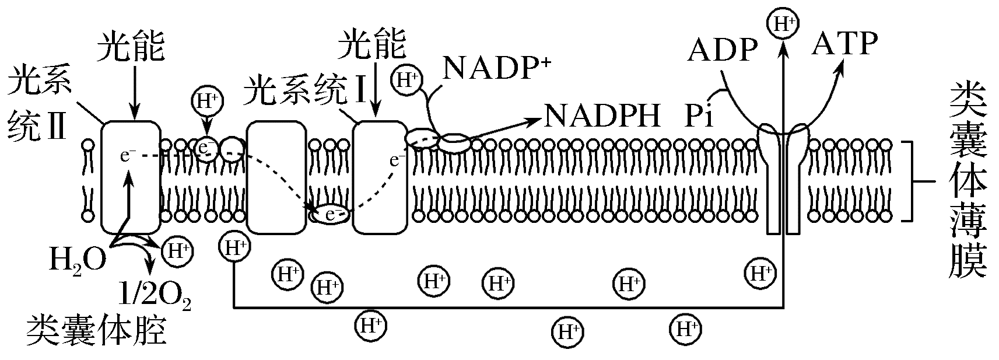 光能
光系
统Ⅱ
H⁺
光能
光系统Ⅰ
H⁺
NADP⁺
NADPH
ADP
Pi
H⁺
ATP
类囊体薄膜
e⁻
e⁻
e⁻
e⁻
H₂O
H⁺
1/2O₂
类囊体腔
H⁺
H⁺
H⁺
H⁺
H⁺
H⁺
H⁺
H⁺
H⁺
H⁺